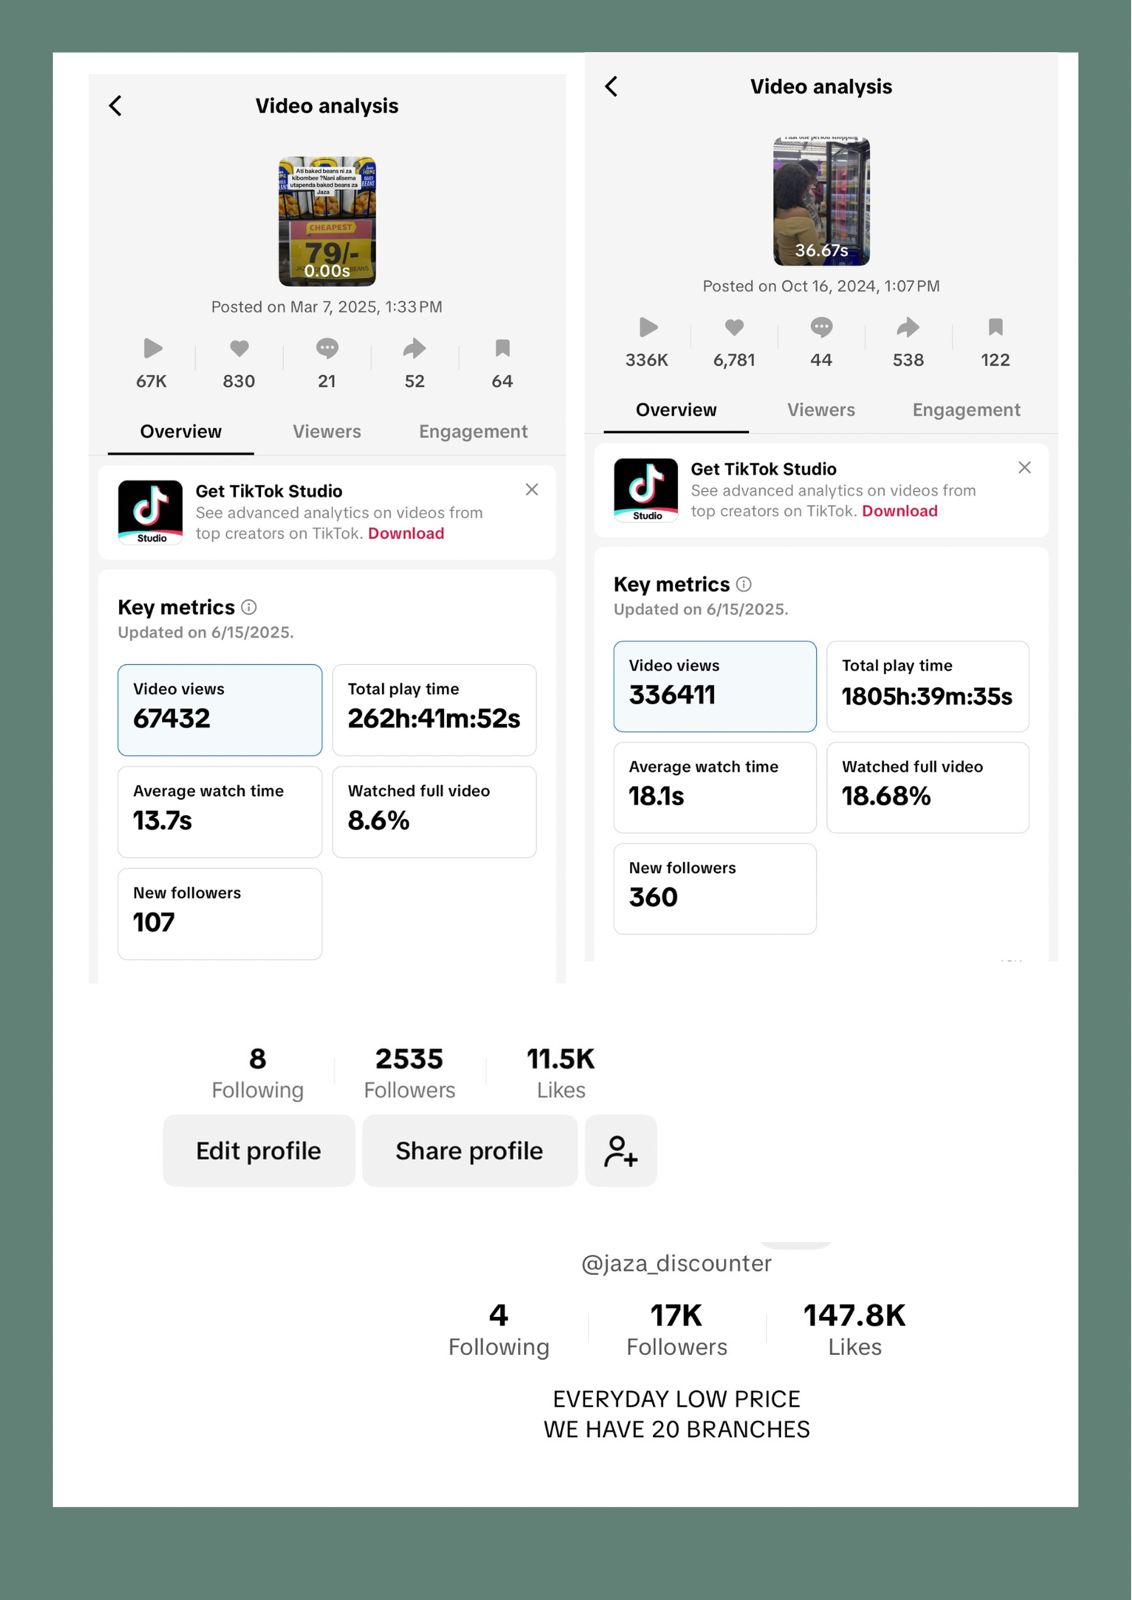 Video analysis
Ati baked beans ni za
kibombee ?Nani alisema
utapenda baked beans za
Jaza
CHEAPEST
79/-
BEANS
0.00s
Posted on Mar 7, 2025, 1:33 PM
67K 830 21 52 64
Overview Viewers Engagement
Get TikTok Studio
See advanced analytics on videos from
top creators on TikTok. Download
Studio
Key metrics
Updated on 6/15/2025.
Video views Total play time
67432 262h:41m:52s
Average watch time Watched full video
13.7s 8.6%
New followers
107
Video analysis
36.67s
Posted on Oct 16, 2024, 1:07 PM
336K 6,781 44 538 122
Overview Viewers Engagement
Get TikTok Studio
See advanced analytics on videos from
top creators on TikTok. Download
Studio
Key metrics
Updated on 6/15/2025.
Video views Total play time
336411 1805h:39m:35s
Average watch time Watched full video
18.1s 18.68%
New followers
360
8 2535 11.5K
Following Followers Likes
Edit profile Share profile
@jaza_discounter
4 17K 147.8K
Following Followers Likes
EVERYDAY LOW PRICE
WE HAVE 20 BRANCHES